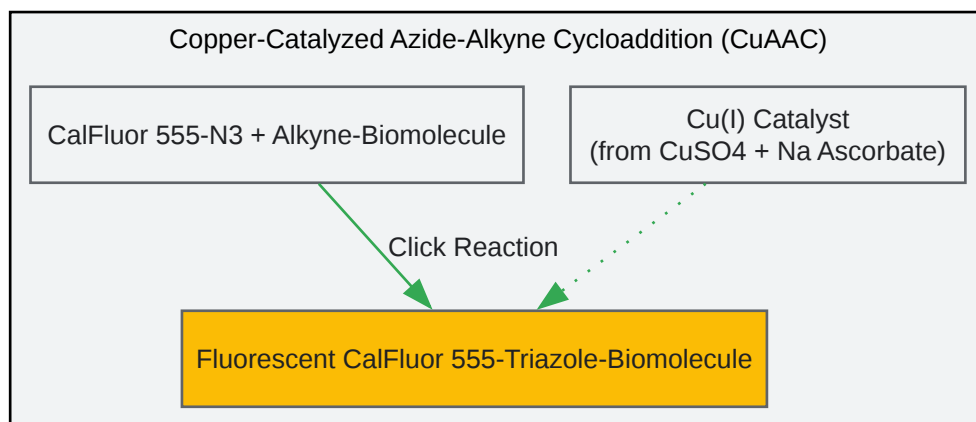 Copper-Catalyzed Azide-Alkyne Cycloaddition (CuAAC)
CalFluor 555-N3 + Alkyne-Biomolecule
Cu(I) Catalyst
(from CuSO4 + Na Ascorbate)
Click Reaction
Fluorescent CalFluor 555-Triazole-Biomolecule